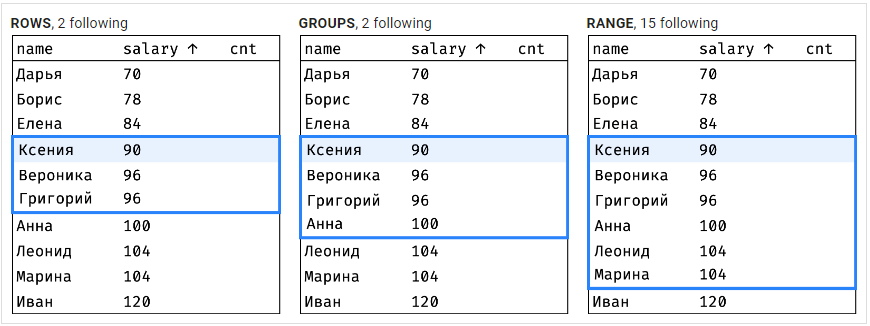 ROWS, 2 following
name salary ↑ cnt
Дарья 70
Борис 78
Елена 84
Ксения 90
Вероника 96
Григорий 96
Анна 100
Леонид 104
Марина 104
Иван 120
GROUPS, 2 following
name salary ↑ cnt
Дарья 70
Борис 78
Елена 84
Ксения 90
Вероника 96
Григорий 96
Анна 100
Леонид 104
Марина 104
Иван 120
RANGE, 15 following
name salary ↑ cnt
Дарья 70
Борис 78
Елена 84
Ксения 90
Вероника 96
Григорий 96
Анна 100
Леонид 104
Марина 104
Иван 120